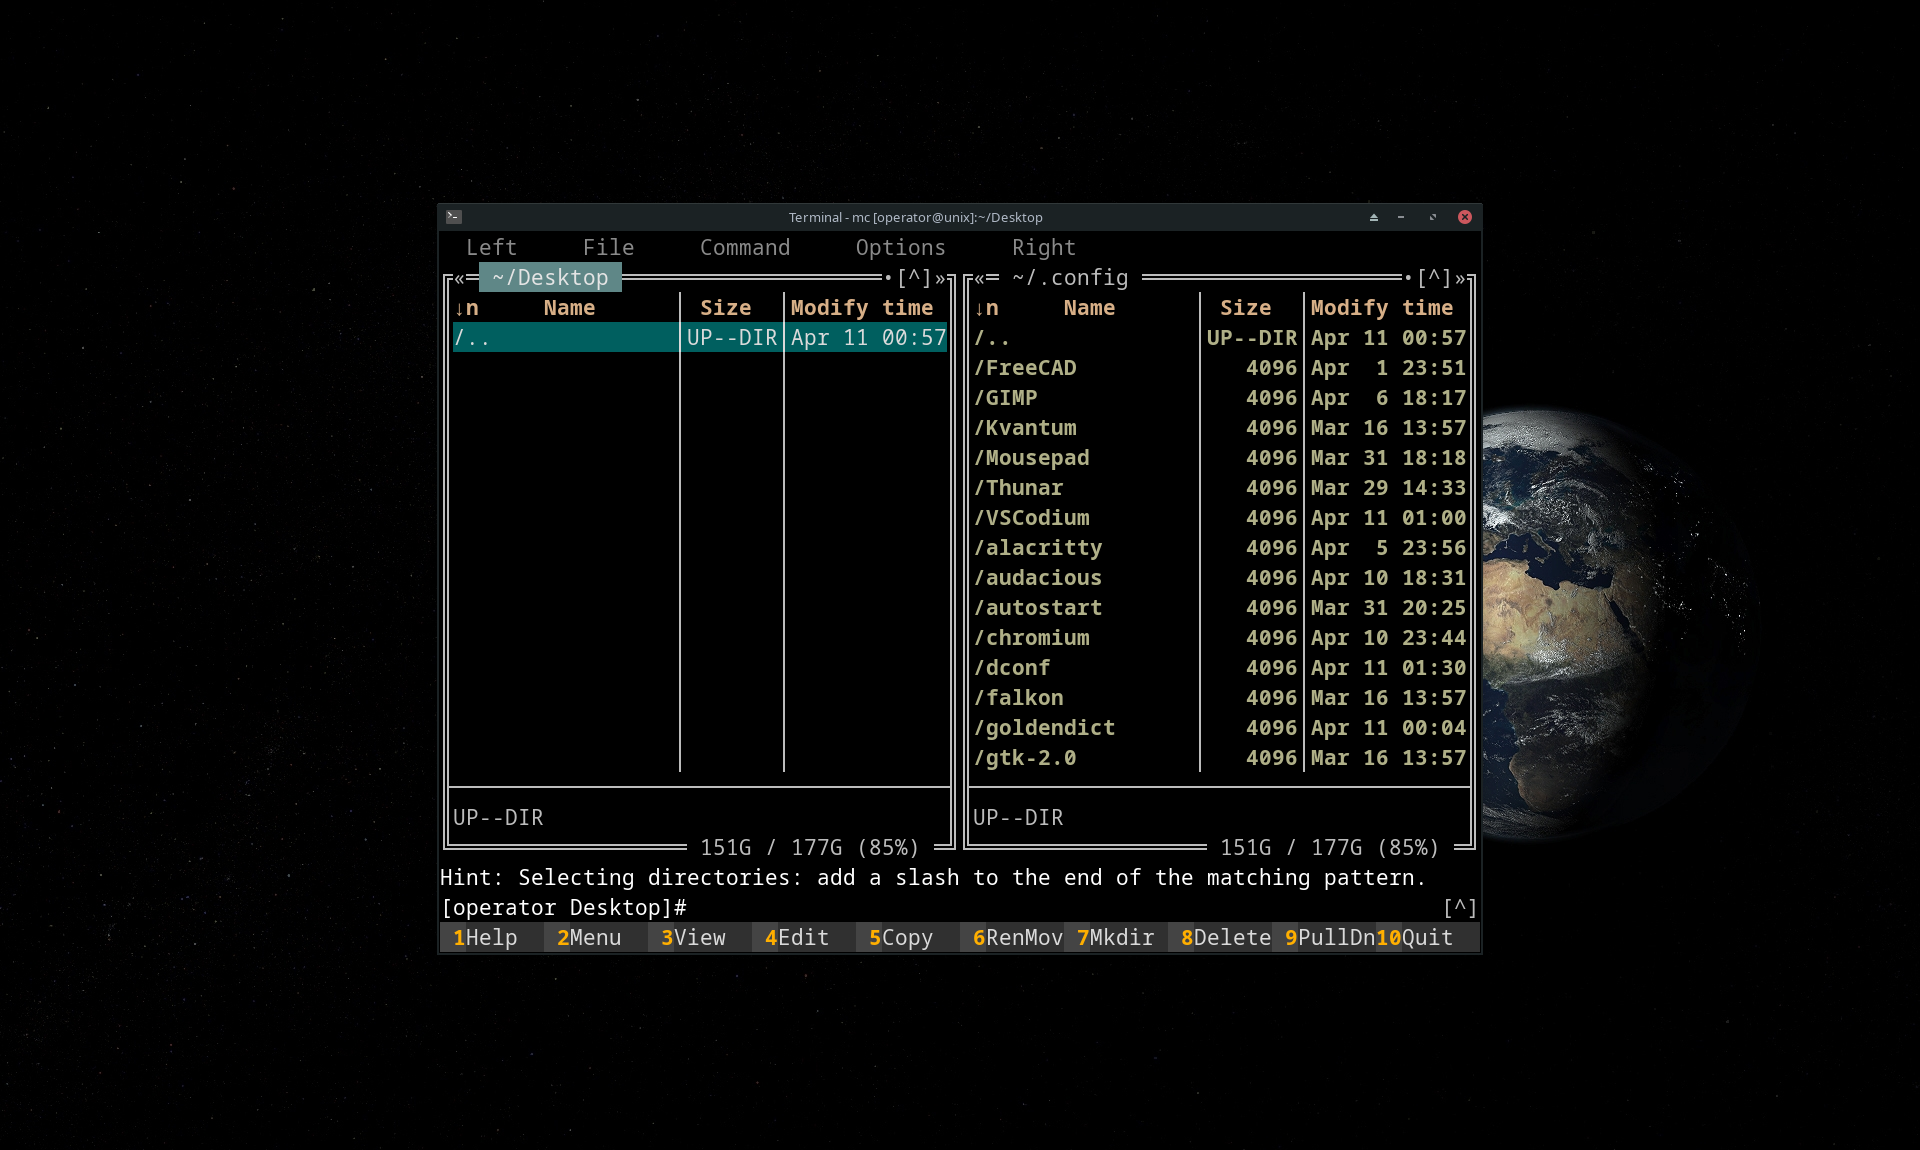 Terminal - mc [operator@unix]:~/Desktop
Left File Command Options Right
«═ ~/Desktop •[^]» «═ ~/.config •[^]»
↓n Name Size Modify time ↓n Name Size Modify time
/.. UP--DIR Apr 11 00:57 /.. UP--DIR Apr 11 00:57
/FreeCAD 4096 Apr 1 23:51
/GIMP 4096 Apr 6 18:17
/Kvantum 4096 Mar 16 13:57
/Mousepad 4096 Mar 31 18:18
/Thunar 4096 Mar 29 14:33
/VSCodium 4096 Apr 11 01:00
/alacritty 4096 Apr 5 23:56
/audacious 4096 Apr 10 18:31
/autostart 4096 Mar 31 20:25
/chromium 4096 Apr 10 23:44
/dconf 4096 Apr 11 01:30
/falkon 4096 Mar 16 13:57
/goldendict 4096 Apr 11 00:04
/gtk-2.0 4096 Mar 16 13:57
UP--DIR UP--DIR
151G / 177G (85%) 151G / 177G (85%)
Hint: Selecting directories: add a slash to the end of the matching pattern.
[operator Desktop]# [^]
1Help 2Menu 3View 4Edit 5Copy 6RenMov 7Mkdir 8Delete 9PullDn 10Quit